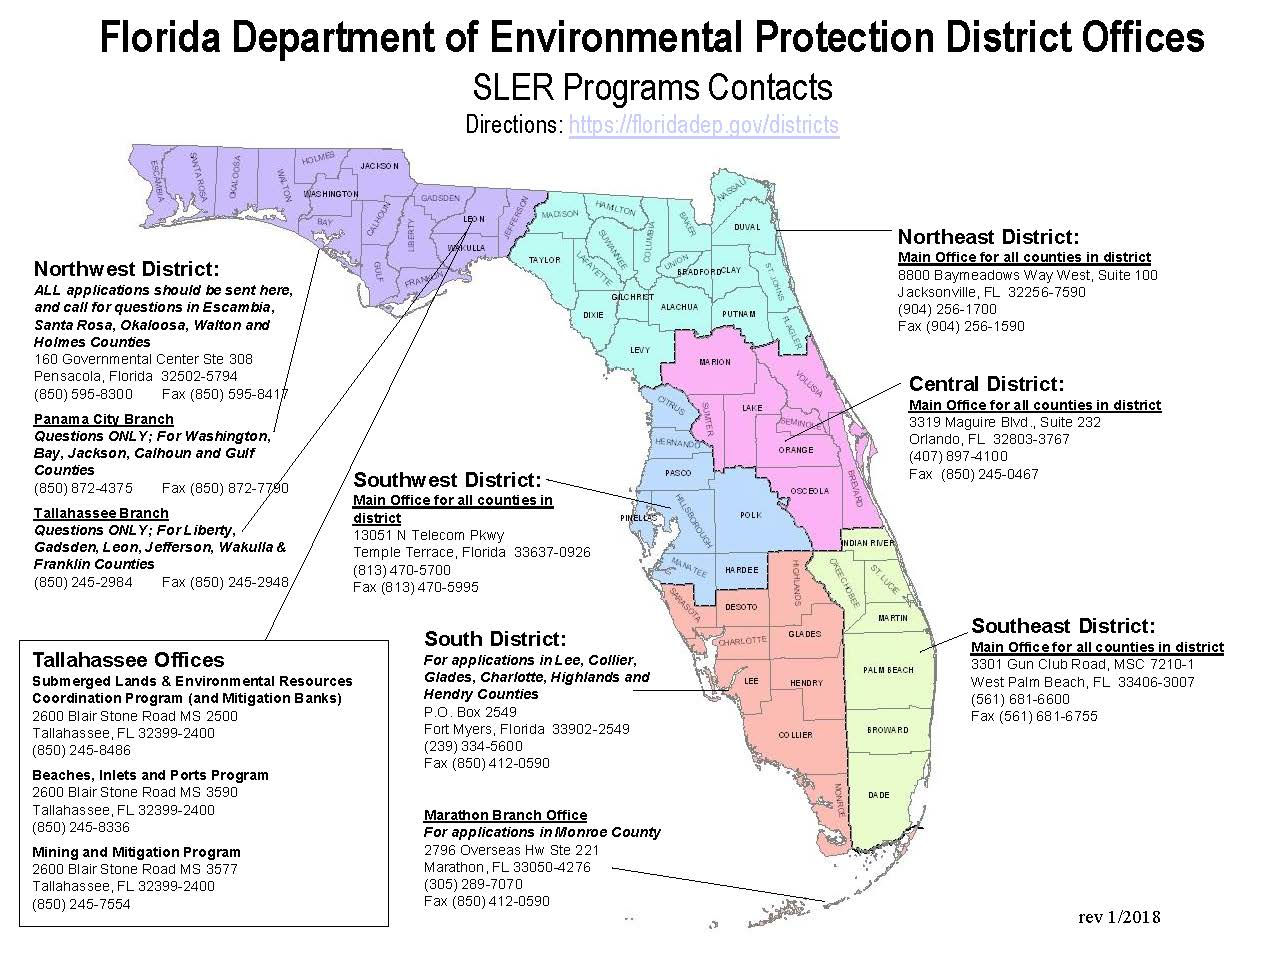 Florida Department of Environmental Protection District Offices
SLER Programs Contacts
Directions: https://floridadep.gov/districts
ESCAMBIA
SANTA ROSA
OKALOOSA
WALTON
HOLMES
JACKSON
WASHINGTON
BAY
CALHOUN
GULF
GADSDEN
LIBERTY
LEON
WAKULLA
FRANKLIN
JEFFERSON
MADISON
TAYLOR
HAMILTON
SUWANNEE
LAFAYETTE
DIXIE
COLUMBIA
BAKER
UNION
BRADFORD
CLAY
GILCHRIST
ALACHUA
LEVY
NASSAU
DUVAL
ST. JOHNS
PUTNAM
FLAGLER
MARION
VOLUSIA
SUMTER
LAKE
SEMINOLE
ORANGE
OSCEOLA
BREVARD
CITRUS
HERNANDO
PASCO
PINELLAS
HILLSBOROUGH
POLK
MANATEE
HARDEE
SARASOTA
DESOTO
HIGHLANDS
CHARLOTTE
GLADES
LEE
HENDRY
COLLIER
MONROE
INDIAN RIVER
OKEECHOBEE
ST. LUCIE
MARTIN
PALM BEACH
BROWARD
DADE
Northwest District:
ALL applications should be sent here,
and call for questions in Escambia,
Santa Rosa, Okaloosa, Walton and
Holmes Counties
160 Governmental Center Ste 308
Pensacola, Florida 32502-5794
(850) 595-8300 Fax (850) 595-8417
Panama City Branch
Questions ONLY; For Washington,
Bay, Jackson, Calhoun and Gulf
Counties
(850) 872-4375 Fax (850) 872-7790
Tallahassee Branch
Questions ONLY; For Liberty,
Gadsden, Leon, Jefferson, Wakulla &
Franklin Counties
(850) 245-2984 Fax (850) 245-2948
Tallahassee Offices
Submerged Lands & Environmental Resources
Coordination Program (and Mitigation Banks)
2600 Blair Stone Road MS 2500
Tallahassee, FL 32399-2400
(850) 245-8486
Beaches, Inlets and Ports Program
2600 Blair Stone Road MS 3590
Tallahassee, FL 32399-2400
(850) 245-8336
Mining and Mitigation Program
2600 Blair Stone Road MS 3577
Tallahassee, FL 32399-2400
(850) 245-7554
Southwest District:
Main Office for all counties in
district
13051 N Telecom Pkwy
Temple Terrace, Florida 33637-0926
(813) 470-5700
Fax (813) 470-5995
South District:
For applications in Lee, Collier,
Glades, Charlotte, Highlands and
Hendry Counties
P.O. Box 2549
Fort Myers, Florida 33902-2549
(239) 334-5600
Fax (850) 412-0590
Marathon Branch Office
For applications in Monroe County
2796 Overseas Hw Ste 221
Marathon, FL 33050-4276
(305) 289-7070
Fax (850) 412-0590
Northeast District:
Main Office for all counties in district
8800 Baymeadows Way West, Suite 100
Jacksonville, FL 32256-7590
(904) 256-1700
Fax (904) 256-1590
Central District:
Main Office for all counties in district
3319 Maguire Blvd., Suite 232
Orlando, FL 32803-3767
(407) 897-4100
Fax (850) 245-0467
Southeast District:
Main Office for all counties in district
3301 Gun Club Road, MSC 7210-1
West Palm Beach, FL 33406-3007
(561) 681-6600
Fax (561) 681-6755
rev 1/2018